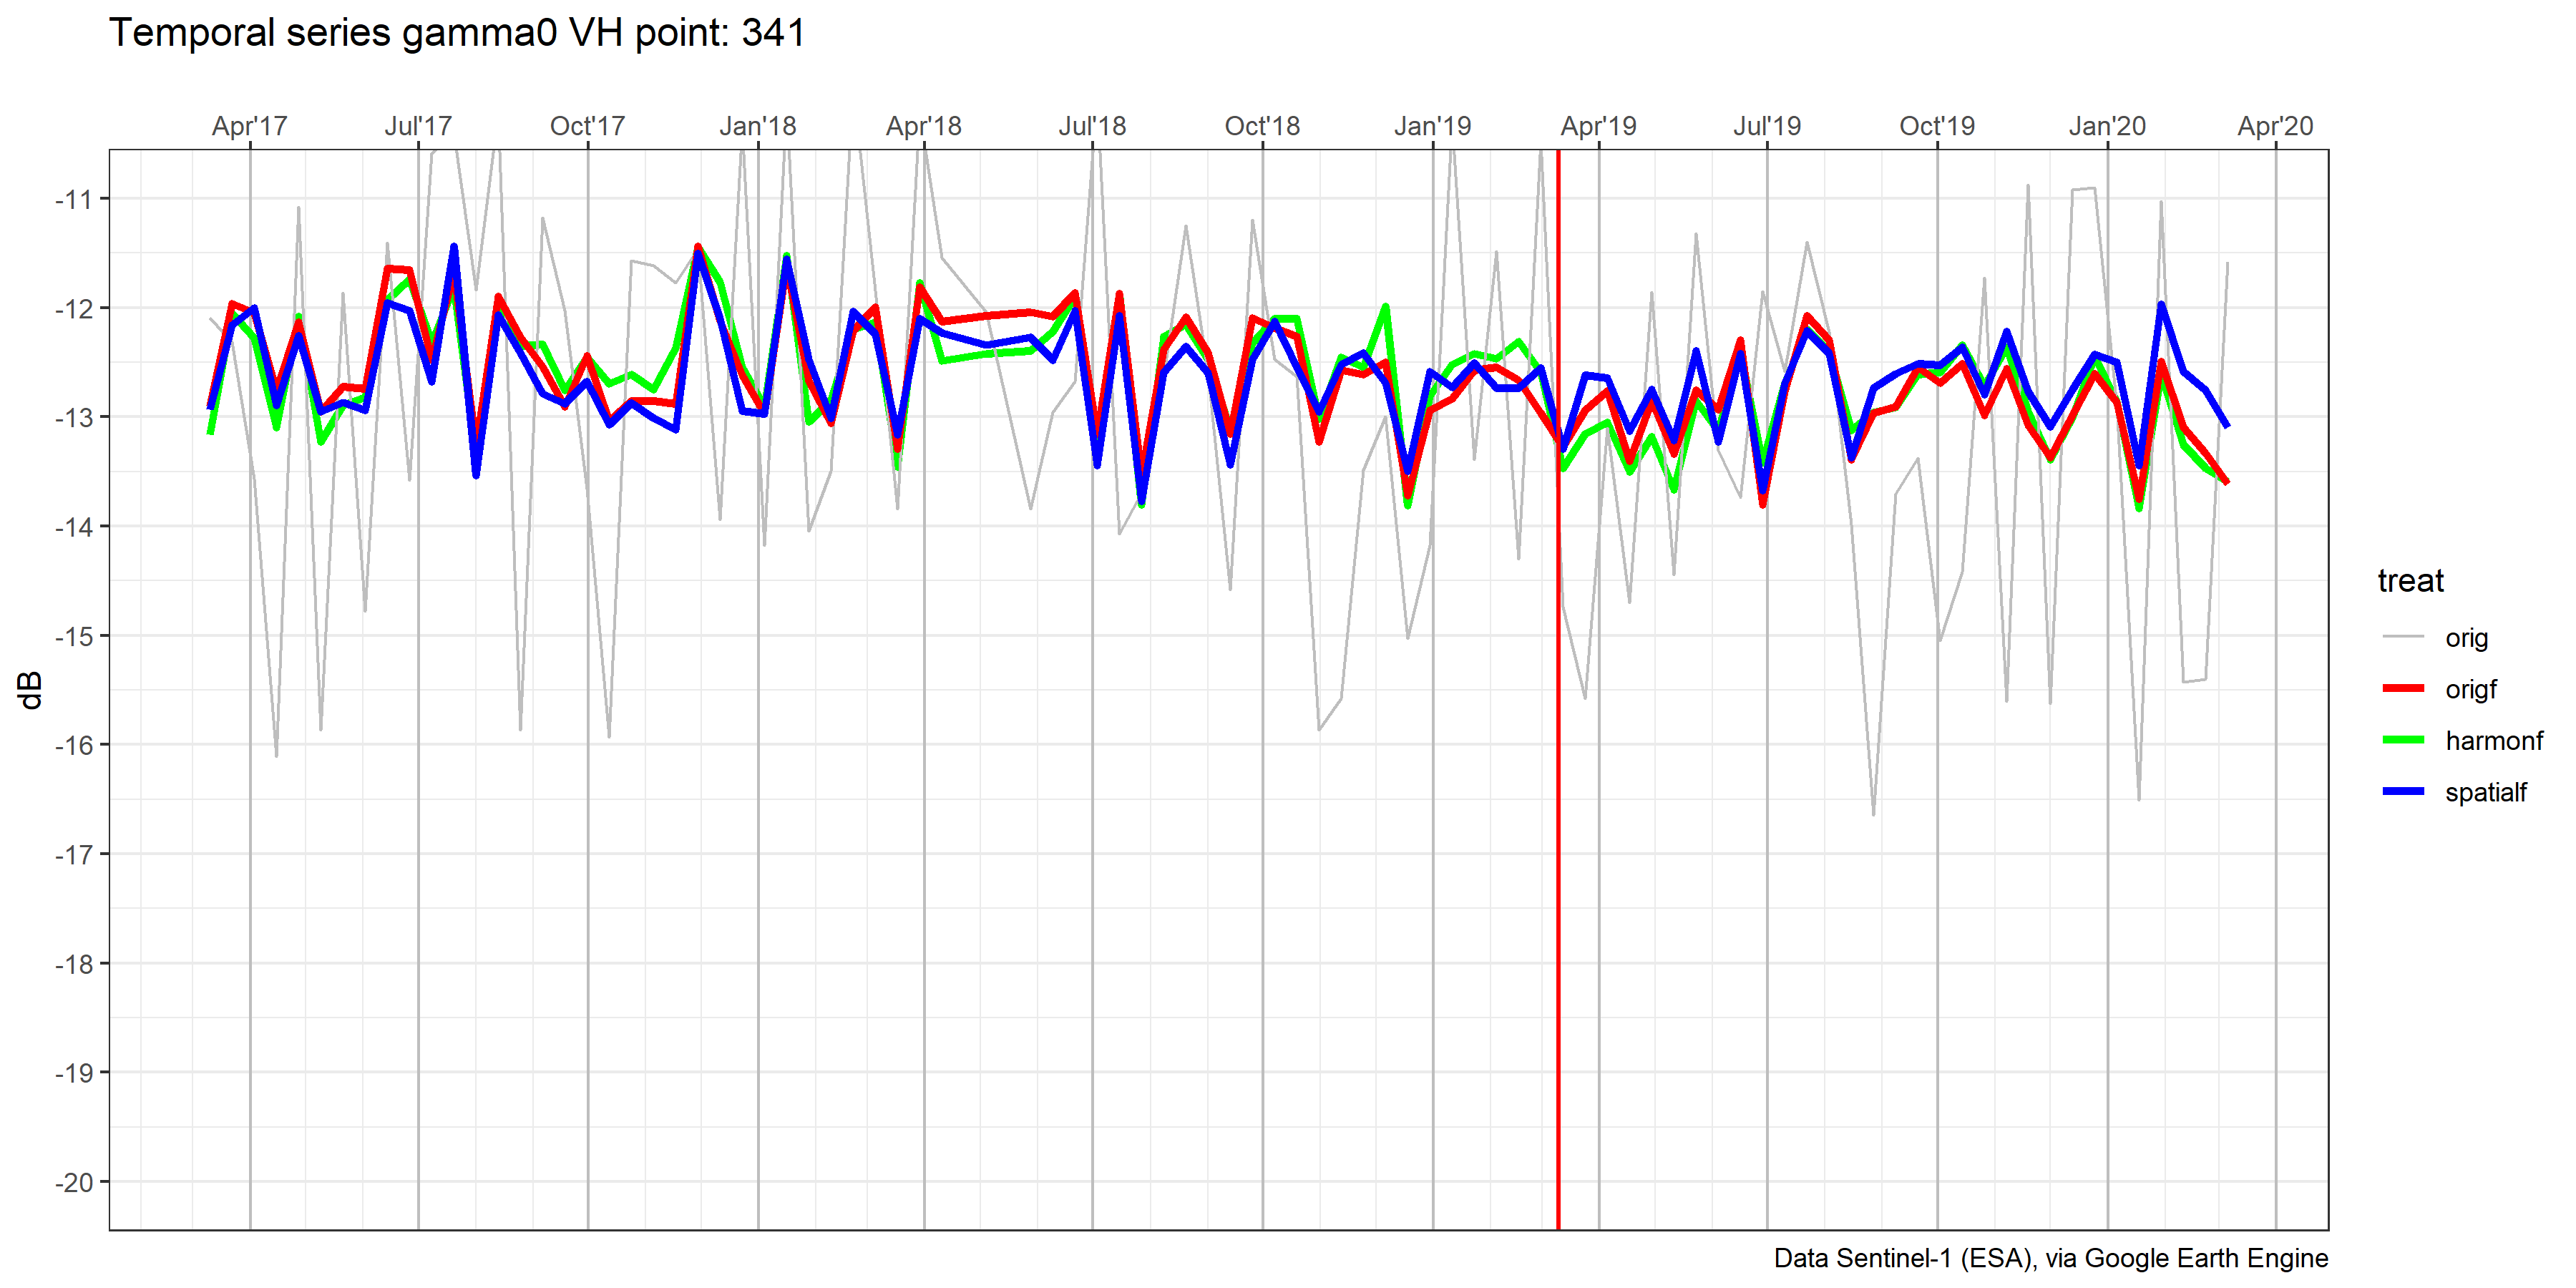 Temporal series gamma0 VH point: 341
Apr'17 Jul'17 Oct'17 Jan'18 Apr'18 Jul'18 Oct'18 Jan'19 Apr'19 Jul'19 Oct'19 Jan'20 Apr'20
-11
-12
-13
-14
-15
-16
-17
-18
-19
-20
dB
treat
orig
origf
harmonf
spatialf
Data Sentinel-1 (ESA), via Google Earth Engine